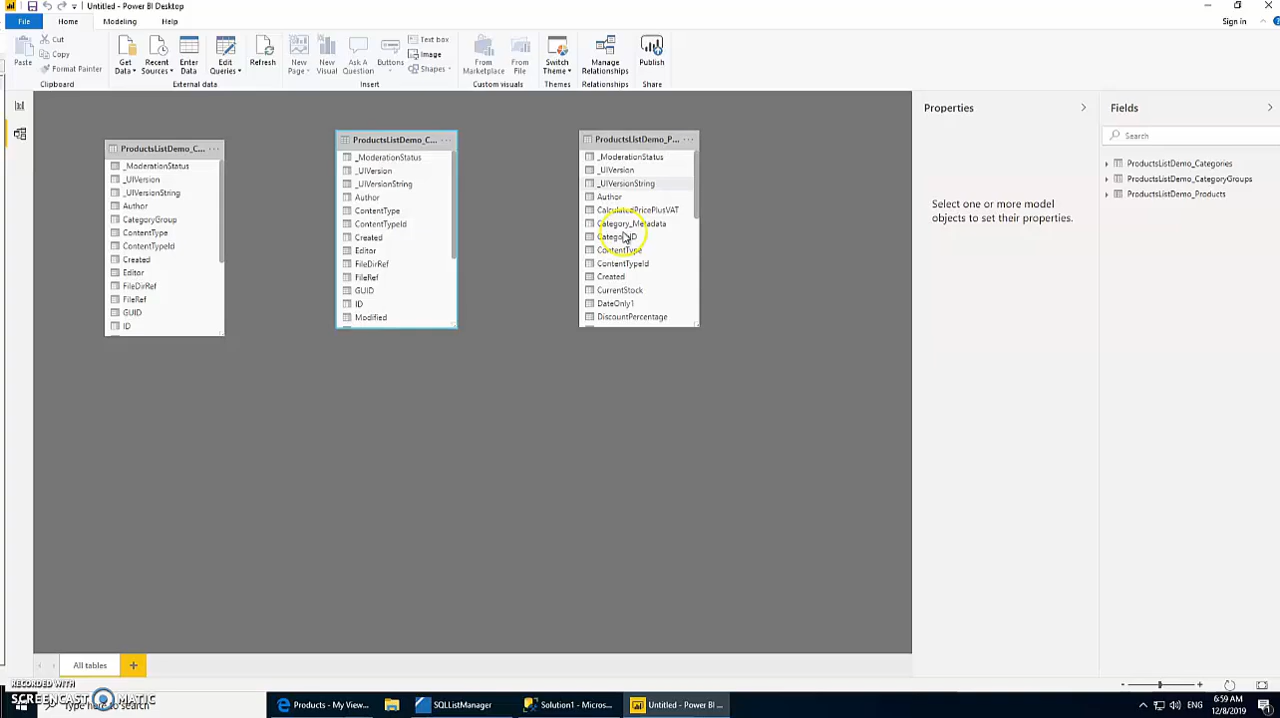 Untitled - Power BI Desktop
File
Home
Modeling
Help
Sign in
Paste
Cut
Copy
Format Painter
Clipboard
Get Data
Recent Sources
Enter Data
Edit Queries
Refresh
External data
New Page
New Visual
Ask A Question
Buttons
Text box
Image
Shapes
Insert
From Marketplace
From File
Custom visuals
Switch Theme
Themes
Manage Relationships
Relationships
Publish
Share
ProductsListDemo_C...
_ModerationStatus
_UIVersion
_UIVersionString
Author
CategoryGroup
ContentType
ContentTypeId
Created
Editor
FileDirRef
FileRef
GUID
ID
ProductsListDemo_C...
_ModerationStatus
_UIVersion
_UIVersionString
Author
ContentType
ContentTypeId
Created
Editor
FileDirRef
FileRef
GUID
ID
Modified
ProductsListDemo_P...
_ModerationStatus
_UIVersion
_UIVersionString
Author
CalculatedPricePlusVAT
Category_Metadata
CategoryID
ContentType
ContentTypeId
Created
CurrentStock
DateOnly1
DiscountPercentage
Properties
Select one or more model
objects to set their properties.
Fields
Search
ProductsListDemo_Categories
ProductsListDemo_CategoryGroups
ProductsListDemo_Products
All tables
RECORDED WITH
SCREENCAST MATIC
Type here to search
Products - My View...
SQLListManager
Solution1 - Micros...
Untitled - Power BI ...
ENG
6:59 AM
12/8/2019